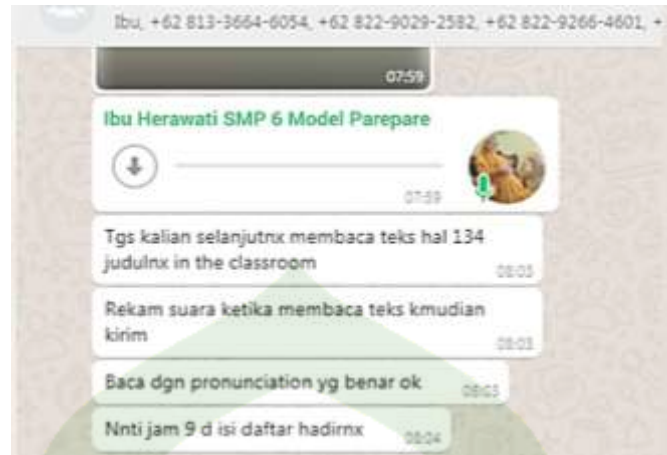 Ibu, +62 813-3664-6054, +62 822-9029-2582, +62 822-9266-4601, +
07:59
Ibu Herawati SMP 6 Model Parepare
07:59
Tgs kalian selanjutnx membaca teks hal 134
judulnx in the classroom
08:03
Rekam suara ketika membaca teks kmudian
kirim
08:03
Baca dgn pronunciation yg benar ok
08:03
Nnti jam 9 d isi daftar hadirnx
08:04